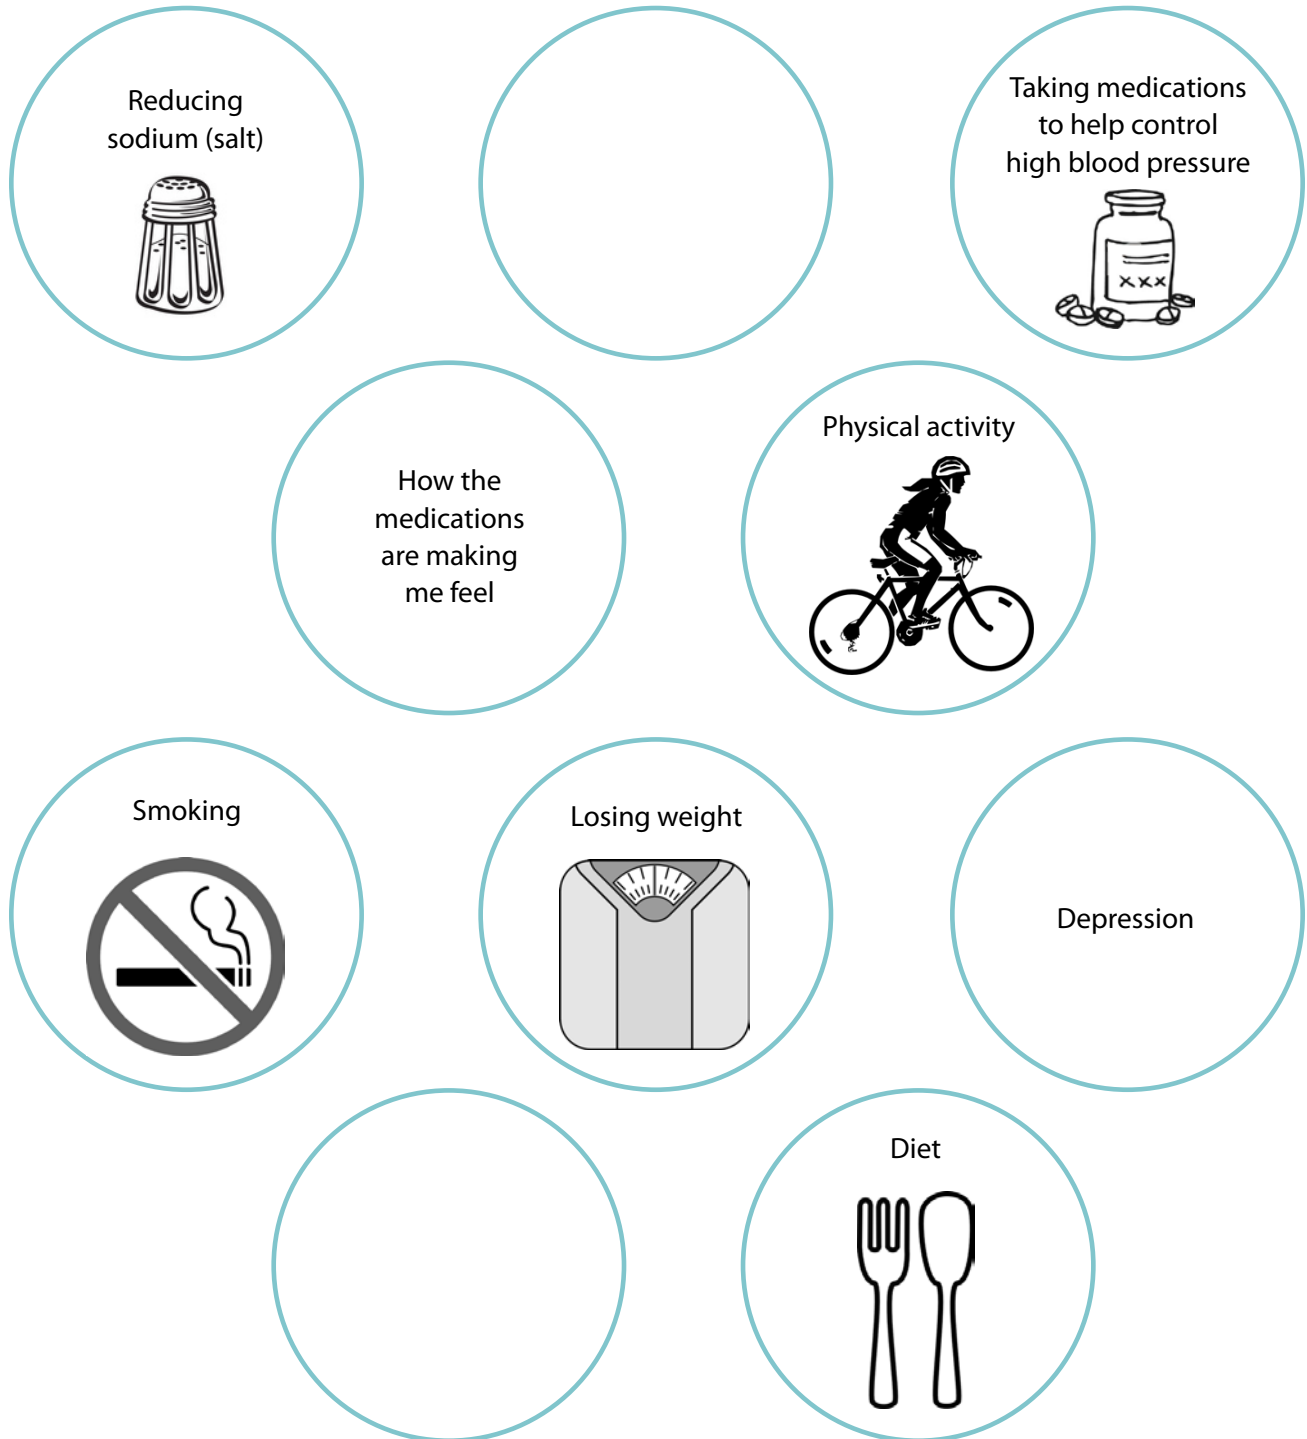 Reducing
sodium (salt)
Taking medications
to help control
high blood pressure
XXX
How the
medications
are making
me feel
Physical activity
Smoking
Losing weight
Depression
Diet